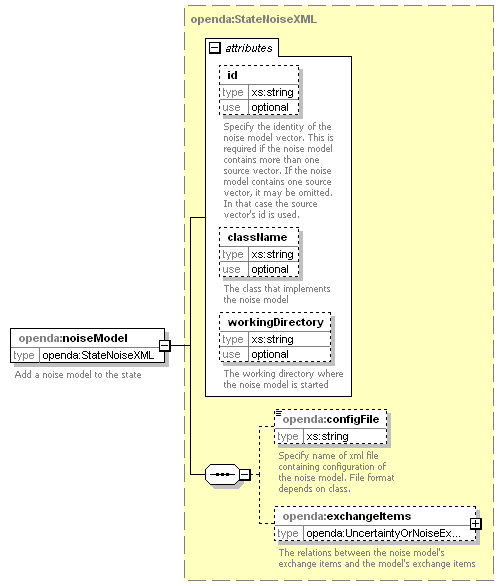 openda:StateNoiseXML
attributes
id
type xs:string
use optional
Specify the identity of the
noise model vector. This is
required if the noise model
contains more than one
source vector. If the noise
model contains one source
vector, it may be omitted.
In that case the source
vector's id is used.
className
type xs:string
use optional
The class that implements
the noise model
workingDirectory
type xs:string
use optional
The working directory where
the noise model is started
openda:noiseModel
type openda:StateNoiseXML
Add a noise model to the state
openda:configFile
type xs:string
Specify name of xml file
containing configuration of
the noise model. File format
depends on class.
openda:exchangeItems
type openda:UncertaintyOrNoiseEx...
The relations between the noise model's
exchange items and the model's exchange items